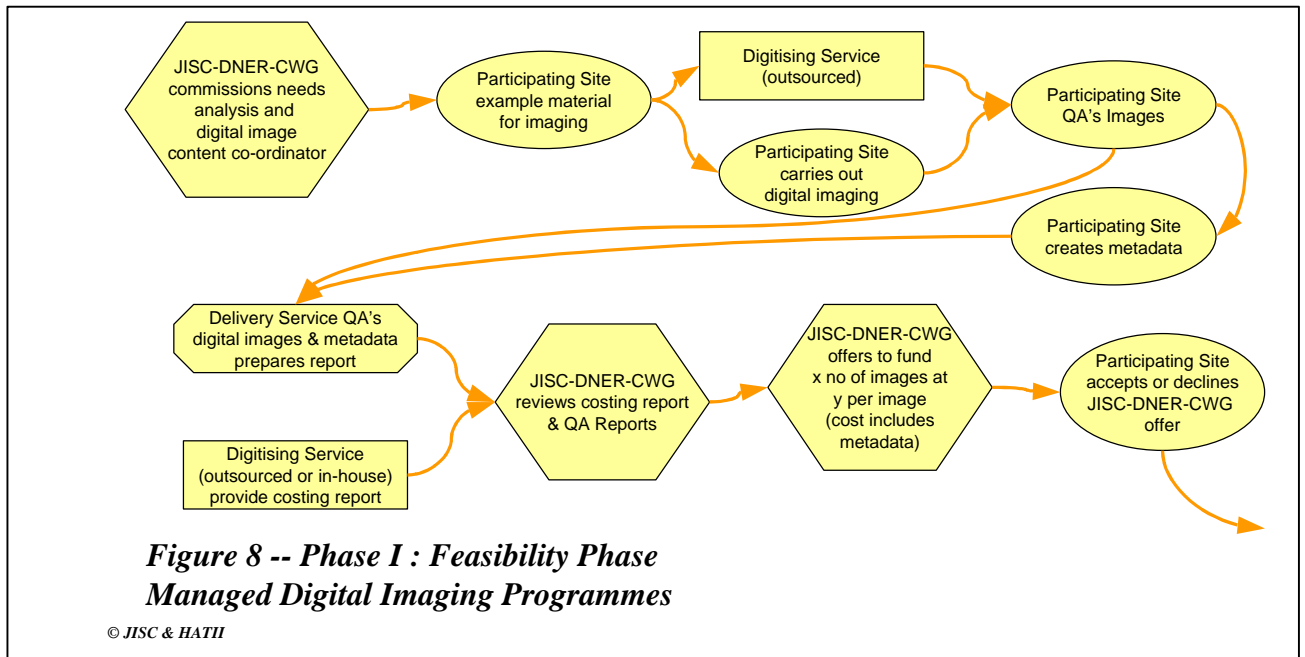 JISC-DNER-CWG
commissions needs
analysis and
digital image
content co-ordinator
Participating Site
example material
for imaging
Digitising Service
(outsourced)
Participating Site
carries out
digital imaging
Participating Site
QA's Images
Participating Site
creates metadata
Delivery Service QA's
digital images & metadata
prepares report
Digitising Service
(outsourced or in-house)
provide costing report
JISC-DNER-CWG
reviews costing report
& QA Reports
JISC-DNER-CWG
offers to fund
x no of images at
y per image
(cost includes
metadata)
Participating Site
accepts or declines
JISC-DNER-CWG
offer
Figure 8 -- Phase I : Feasibility Phase
Managed Digital Imaging Programmes
© JISC & HATII